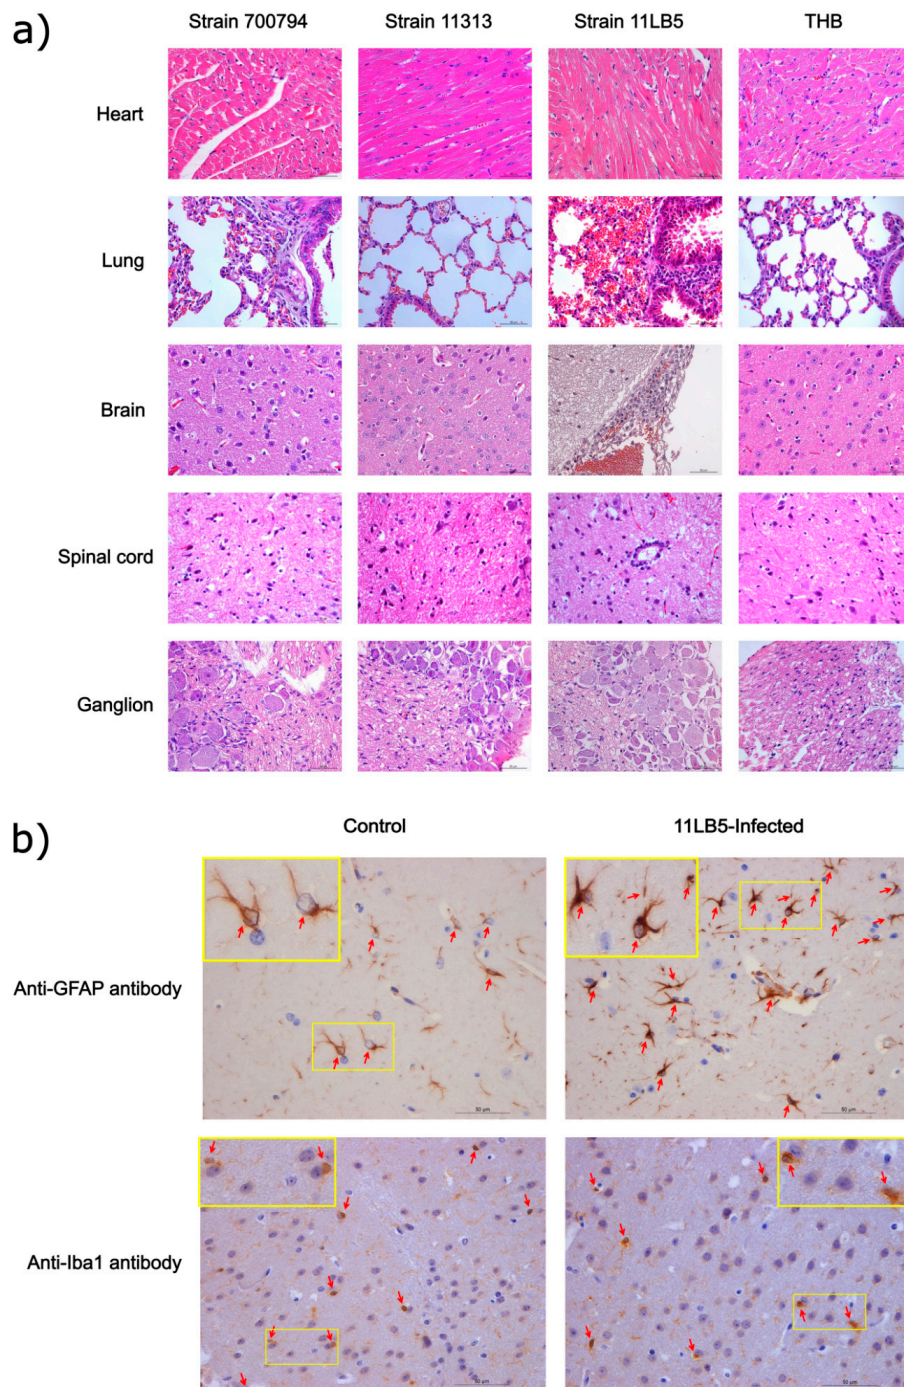 a)
Strain 700794 Strain 11313 Strain 11LB5 THB
Heart
Lung
Brain
Spinal cord
Ganglion
b)
Control 11LB5-Infected
Anti-GFAP antibody
50 μm 50 μm
Anti-Iba1 antibody
50 μm 50 μm